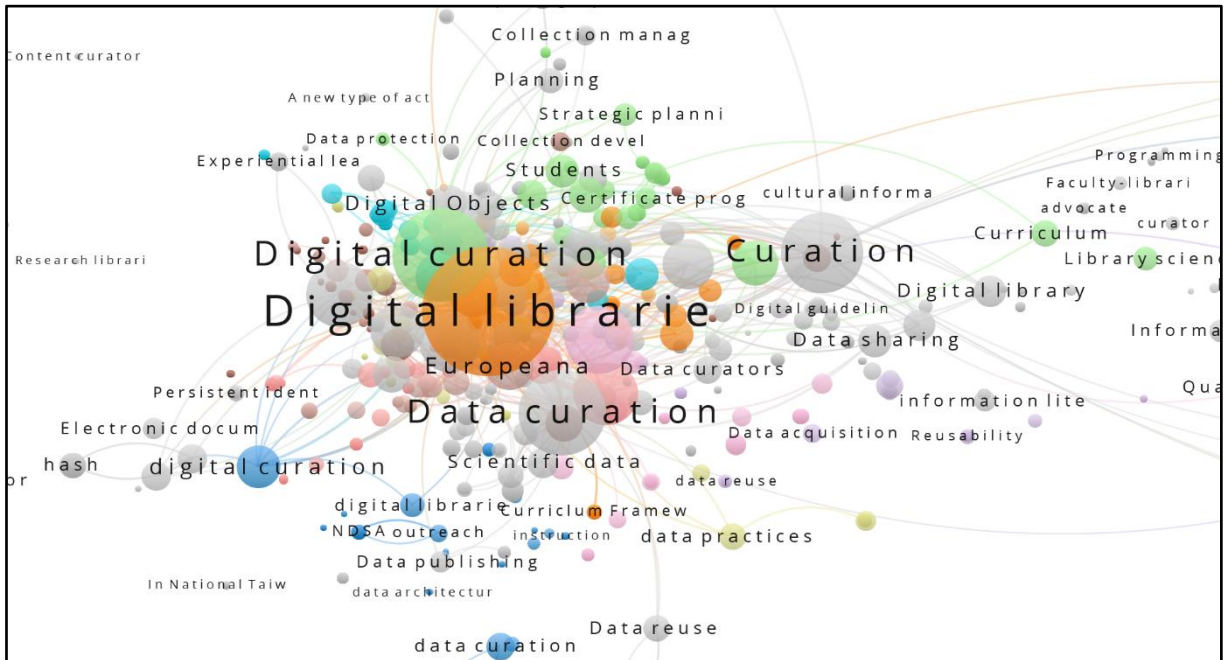 Collection manag
Content curator
Planning
A new type of act
Strategic planni
Data protection
Collection devel
Experiential lea
Students
Programming
Faculty-librari
cultural informa
Digital Objects
Certificate prog
advocate
curator
Curriculum
Digital curation
Curation
Research librari
Library scienc
Digital library
Digital librarie
Digital guidelin
Informa
Data sharing
Europeana
Data curators
Qua
Persistent ident
information lite
Data curation
Electronic docum
Data acquisition
Reusability
hash
digital curation
Scientific data
or
data reuse
digital librarie
Curriclum Framew
NDSA outreach
instruction
data practices
Data publishing
In National Taiw
data architectur
Data reuse
data curation